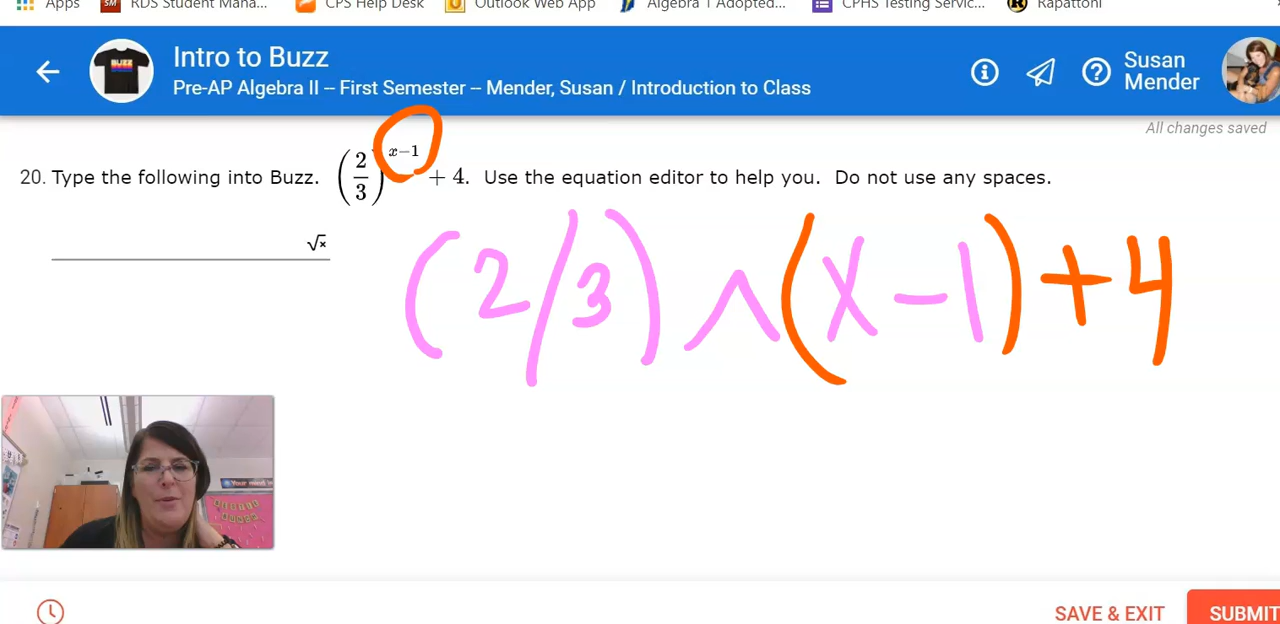 Apps RDS Student Mana... CPS Help Desk Outlook Web App Algebra 1 Adopted... CPHS Testing Servic... Rapattoni
Intro to Buzz
Pre-AP Algebra II – First Semester – Mender, Susan / Introduction to Class
Susan Mender
BUZZ
All changes saved
20. Type the following into Buzz. (2/3)^(x−1) + 4. Use the equation editor to help you. Do not use any spaces.
√x
(2/3)^(x-1)+4
SAVE & EXIT
SUBMIT